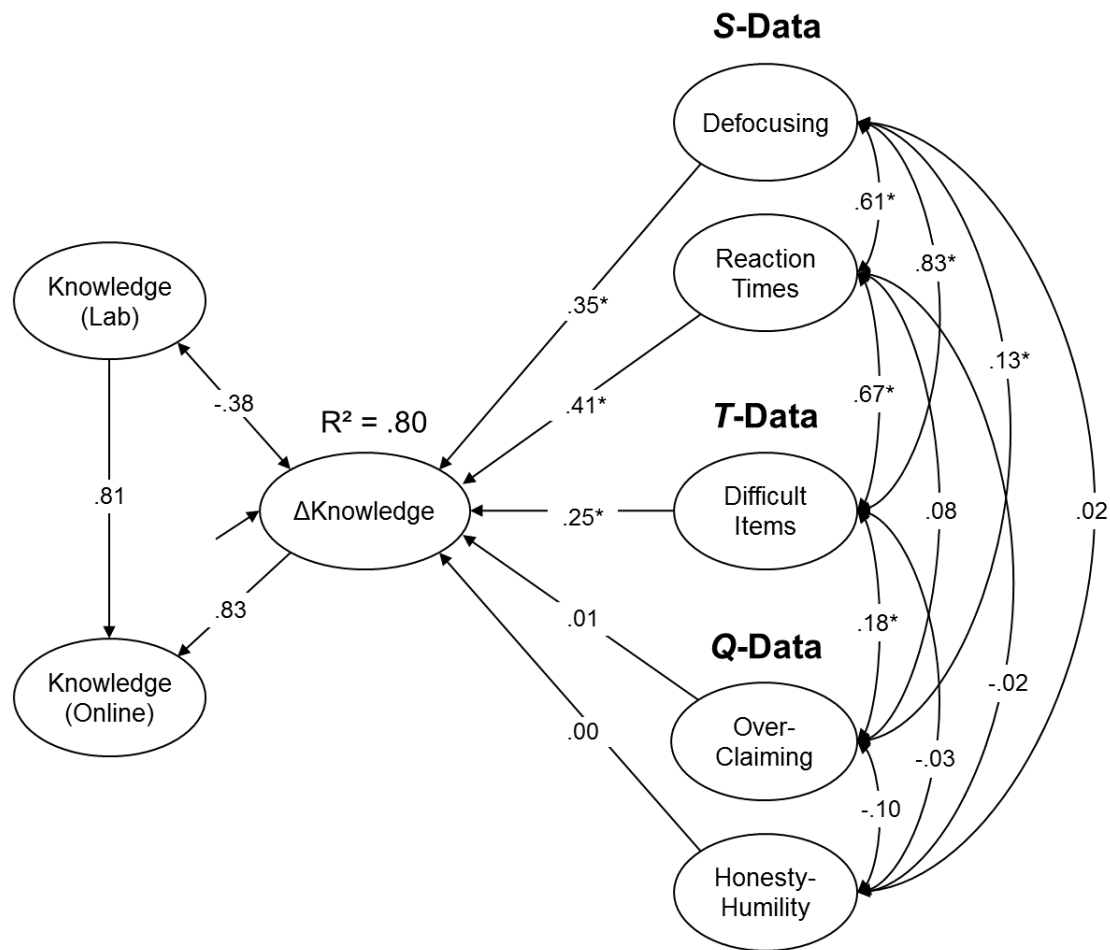 S-Data
Defocusing
.61*
Reaction
Times
.83*
Knowledge
(Lab)
.35*
.13*
-.38
.41*
.67*
R² = .80
T-Data
.81
ΔKnowledge
.25*
Difficult
Items
.08
.02
.83
.01
.18*
Q-Data
Knowledge
(Online)
.00
Over-
Claiming
-.02
-.03
-.10
Honesty-
Humility